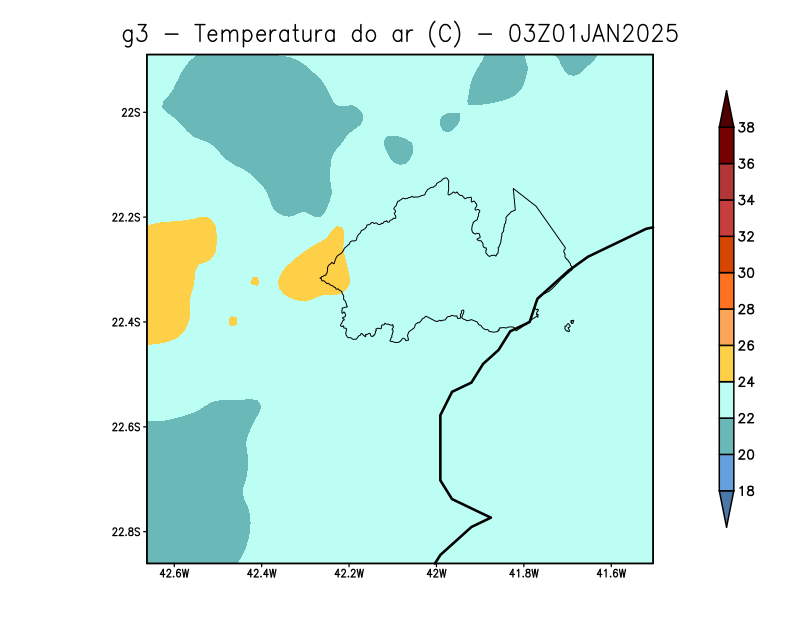 g3 - Temperatura do ar (C) - 03Z01JAN2025
22S
22.2S
22.4S
22.6S
22.8S
42.6W
42.4W
42.2W
42W
41.8W
41.6W
38
36
34
32
30
28
26
24
22
20
18